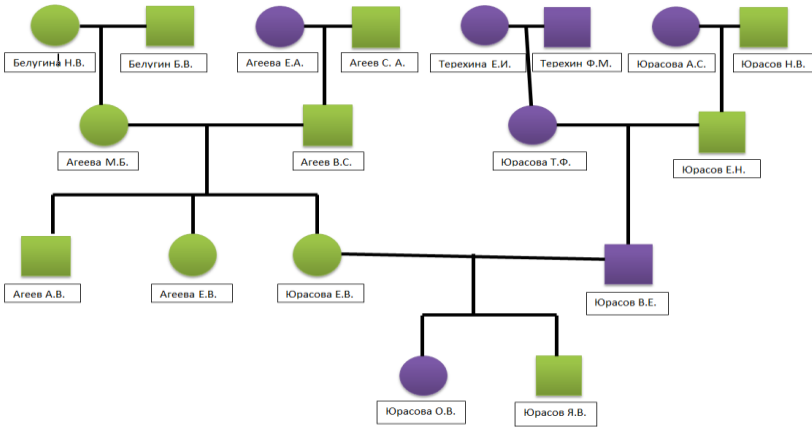 Белугина Н.В.
Белугин Б.В.
Агеева Е.А.
Агеев С. А.
Терехина Е.И.
Терехин Ф.М.
Юрасова А.С.
Юрасов Н.В.
Агеева М.Б.
Агеев В.С.
Юрасова Т.Ф.
Юрасов Е.Н.
Агеев А.В.
Агеева Е.В.
Юрасова Е.В.
Юрасов В.Е.
Юрасова О.В.
Юрасов Я.В.